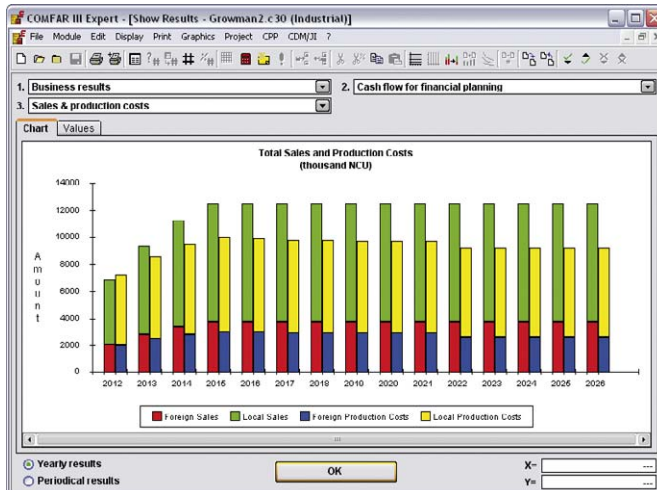 COMFAR III Expert - [Show Results - Growman2.c30 (Industrial)]
File Module Edit Display Print Graphics Project CPP CDM/JI ?
1. Business results
2. Cash flow for financial planning
3. Sales & production costs
Chart Values
Total Sales and Production Costs
(thousand NCU)
Amount
14000
12000
10000
8000
6000
4000
2000
0
2012 2013 2014 2015 2016 2017 2018 2019 2020 2021 2022 2023 2024 2025 2026
Foreign Sales Local Sales Foreign Production Costs Local Production Costs
Yearly results
Periodical results
OK
X= ---
Y= ---